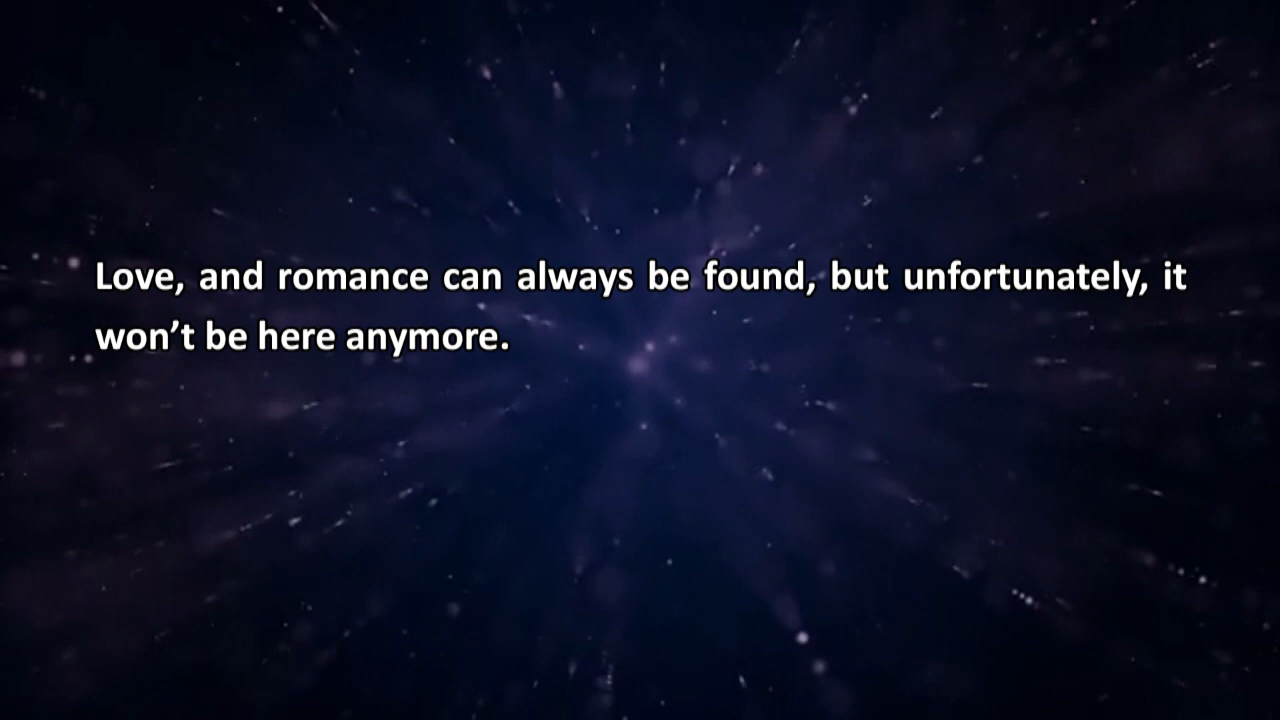 Love, and romance can always be found, but unfortunately, it
won’t be here anymore.